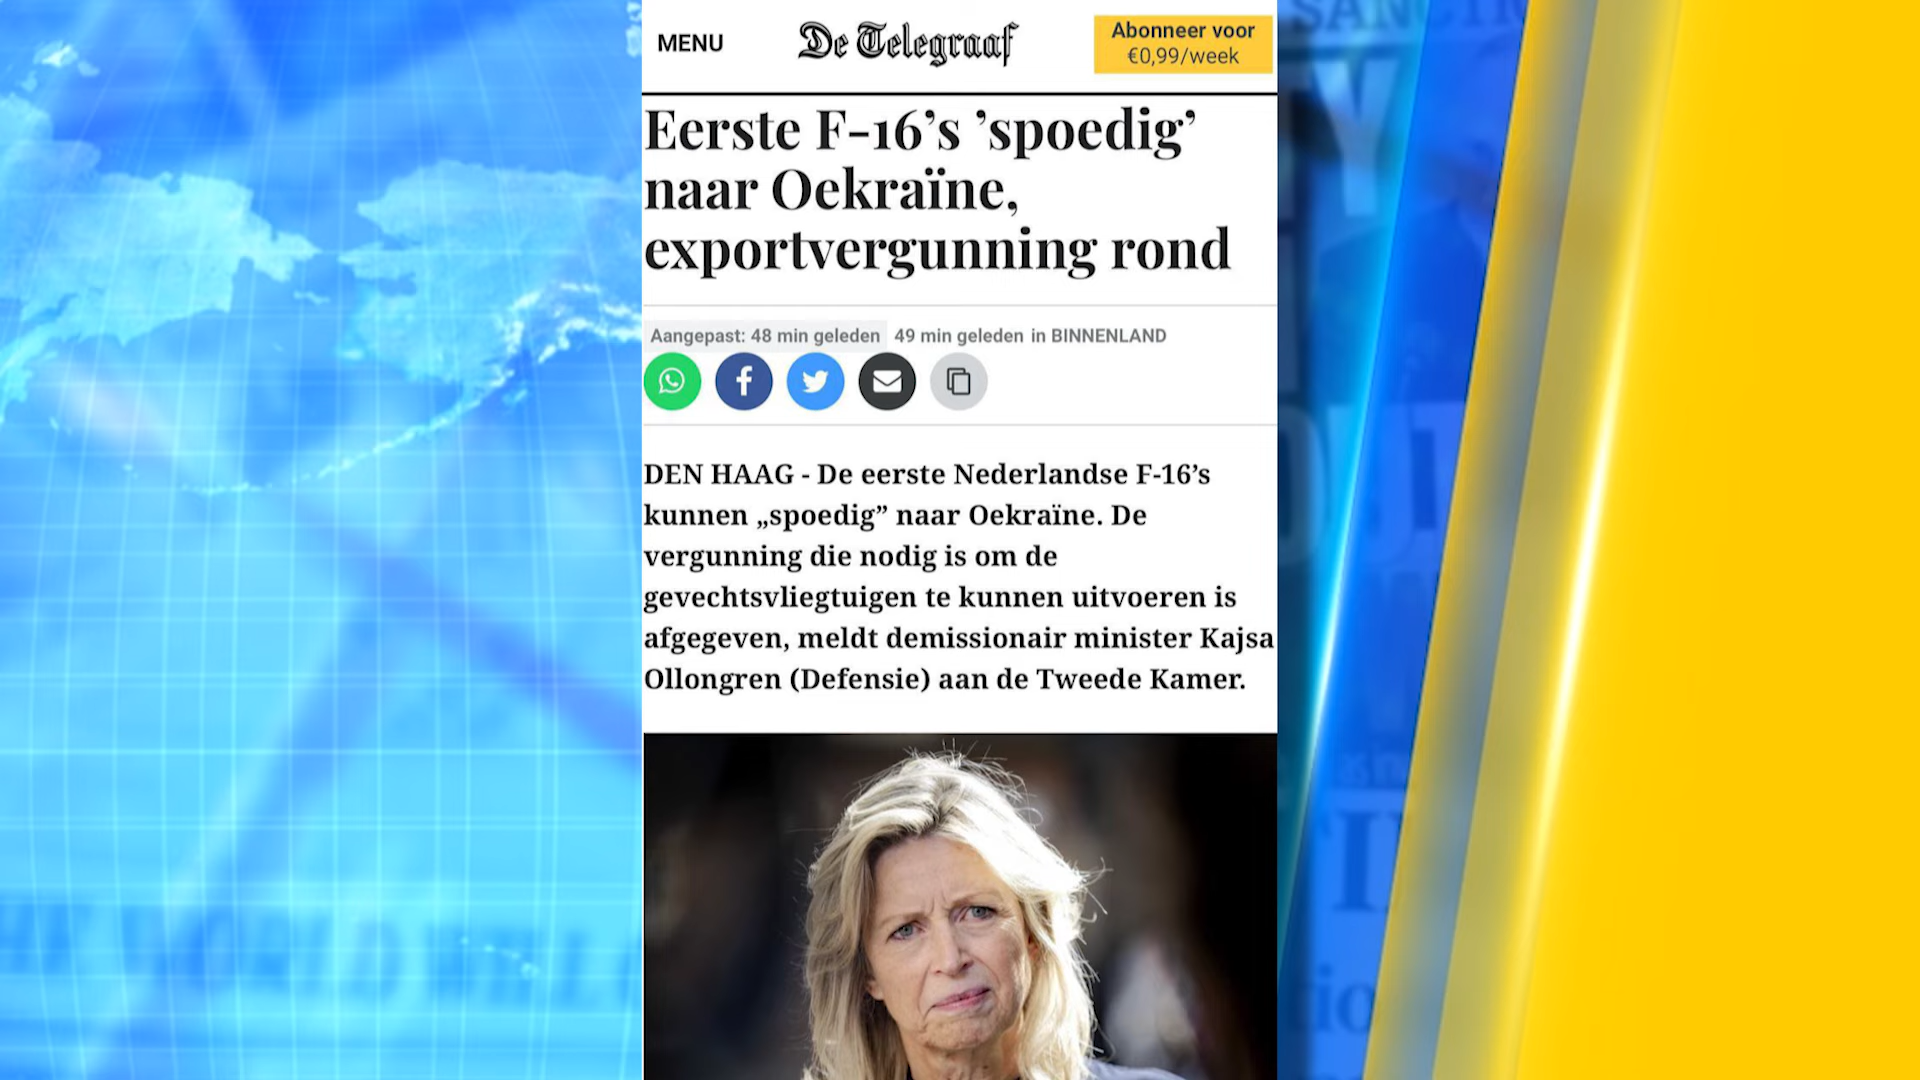 MENU
De Telegraaf
Abonneer voor
€0,99/week
Eerste F-16’s ’spoedig’
naar Oekraïne,
exportvergunning rond
Aangepast: 48 min geleden 49 min geleden in BINNENLAND
DEN HAAG - De eerste Nederlandse F-16’s
kunnen „spoedig” naar Oekraïne. De
vergunning die nodig is om de
gevechtsvliegtuigen te kunnen uitvoeren is
afgegeven, meldt demissionair minister Kajsa
Ollongren (Defensie) aan de Tweede Kamer.